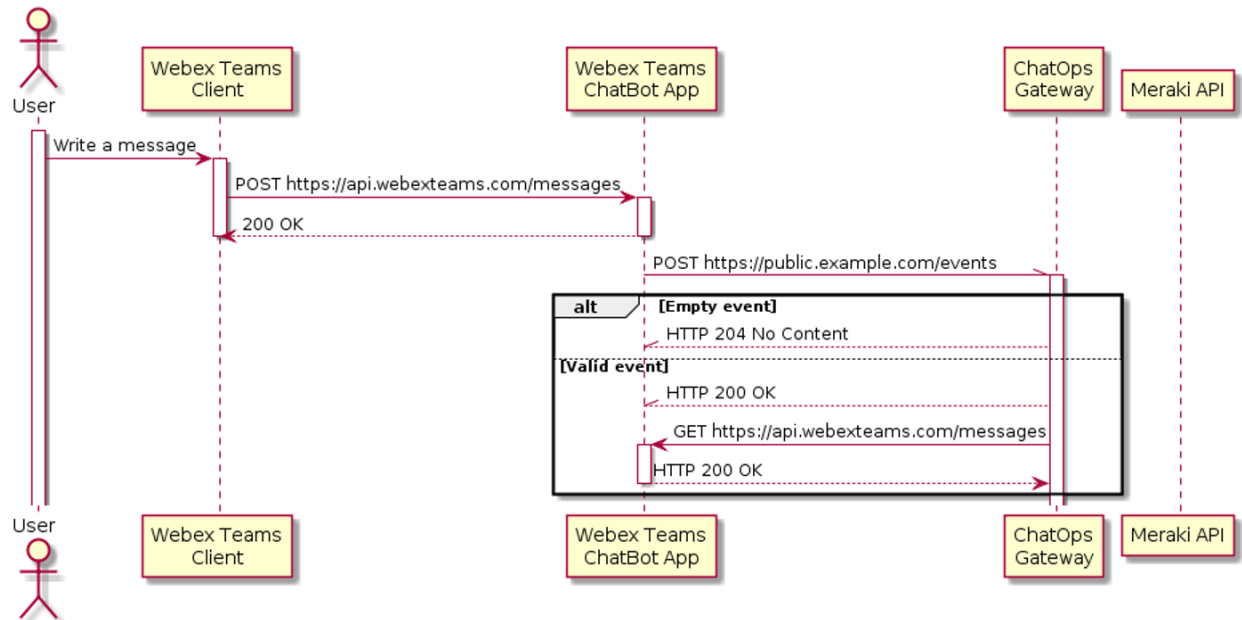 User
Webex Teams
Client
Webex Teams
ChatBot App
ChatOps
Gateway
Meraki API
Write a message
POST https://api.webexteams.com/messages
200 OK
POST https://public.example.com/events
alt
[Empty event]
HTTP 204 No Content
[Valid event]
HTTP 200 OK
GET https://api.webexteams.com/messages
HTTP 200 OK
User
Webex Teams
Client
Webex Teams
ChatBot App
ChatOps
Gateway
Meraki API